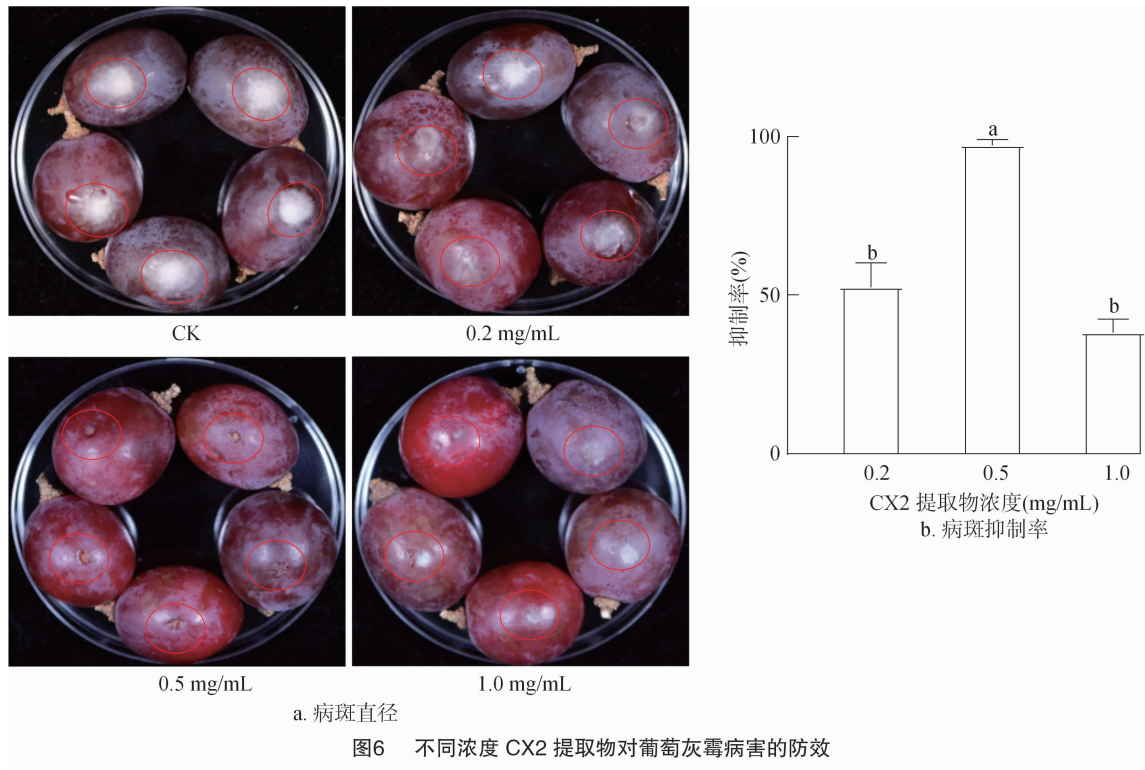 CK
0.2 mg/mL
0.5 mg/mL
1.0 mg/mL
a. 病斑直径
抑制率(%)
100
50
0
b
a
b
0.2
0.5
1.0
CX2 提取物浓度(mg/mL)
b. 病斑抑制率
图6 不同浓度 CX2 提取物对葡萄灰霉病害的防效